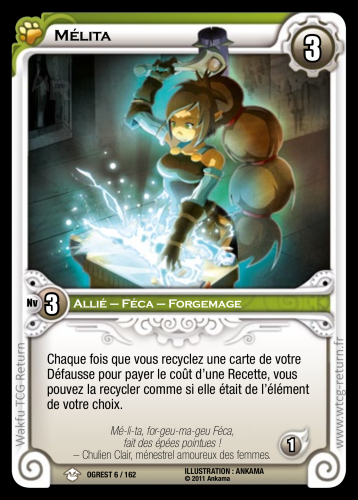 Mélita
3
Nv 3
Allié – Féca – Forgemage
Chaque fois que vous recyclez une carte de votre
Défausse pour payer le coût d'une Recette, vous
pouvez la recycler comme si elle était de l'élément
de votre choix.
Mé-li-ta, for-geu-ma-geu Féca,
fait des épées pointues !
– Chulien Clair, ménestrel amoureux des femmes.
1
OGREST 6 / 162
ILLUSTRATION : ANKAMA
© 2011 Ankama
Wakfu TCG Return
www.wtcg-return.fr